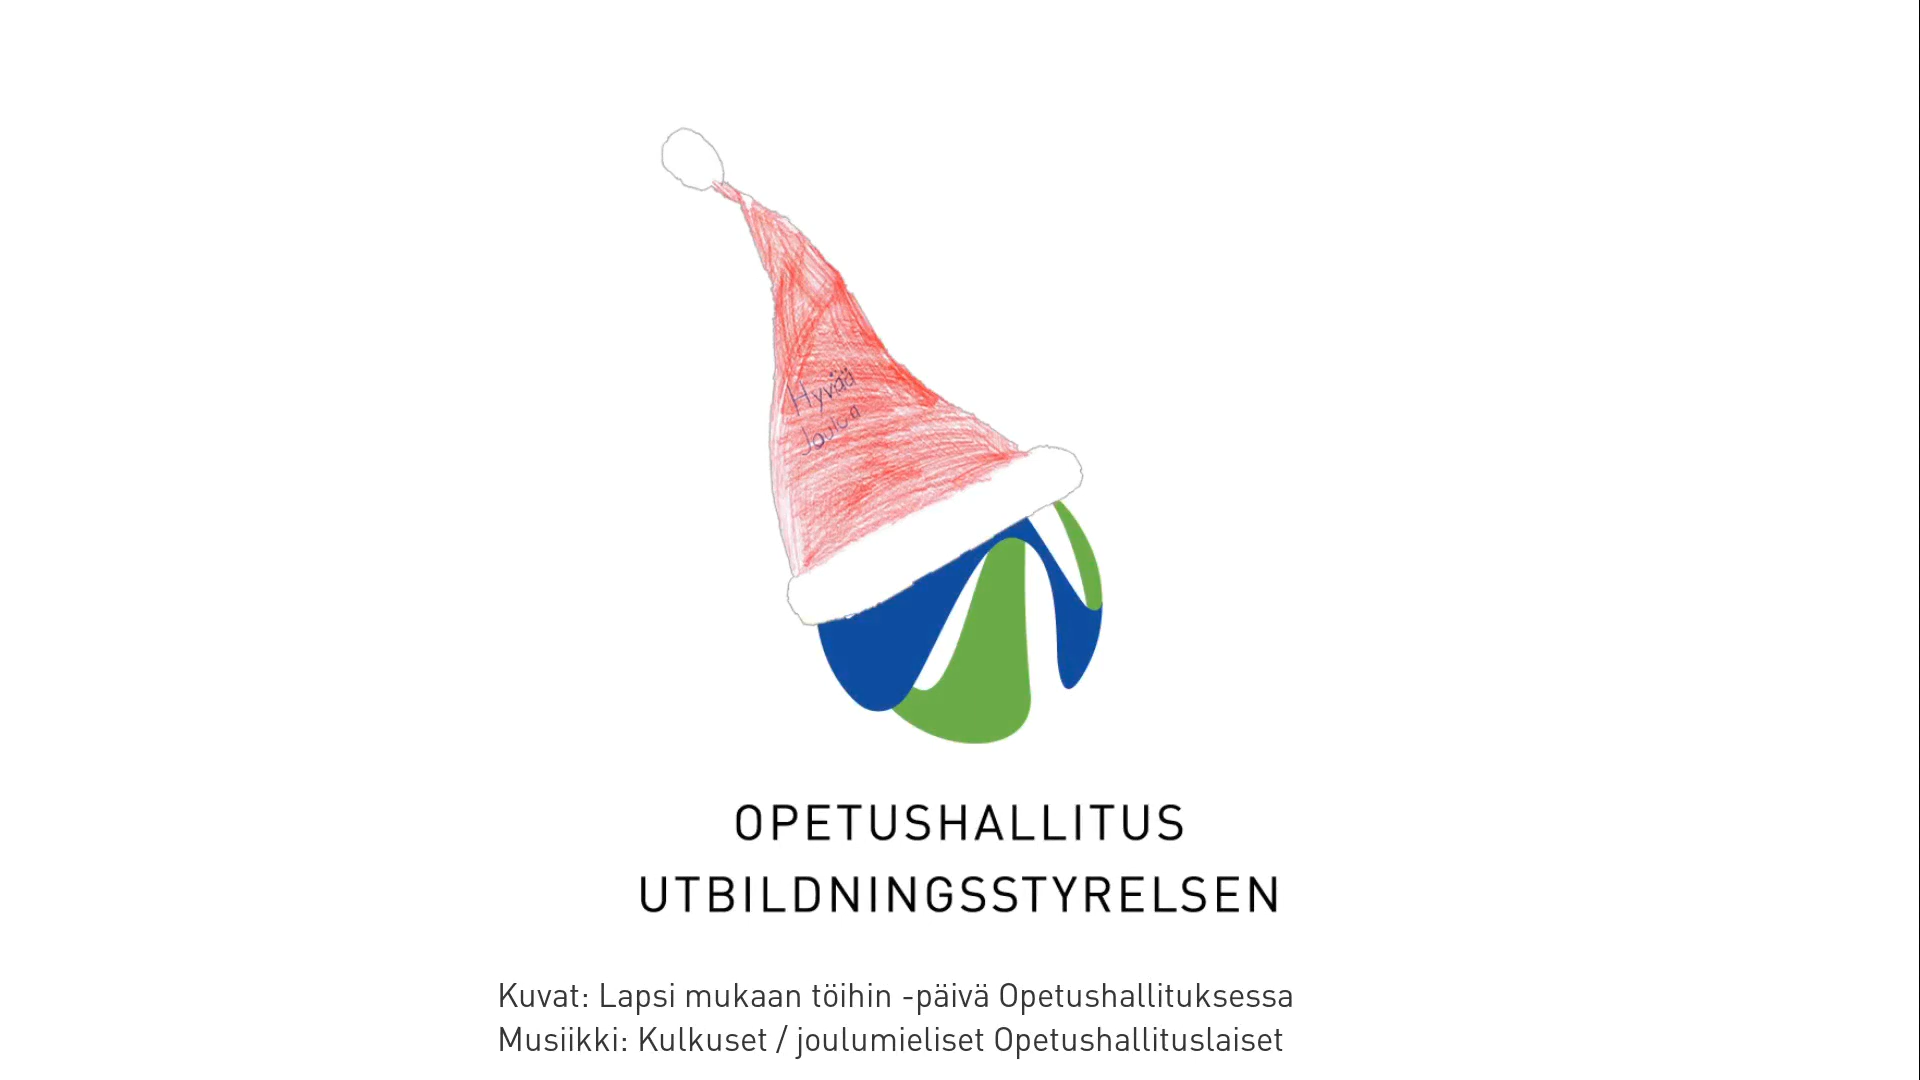 Hyvää
Joulua
OPETUSHALLITUS
UTBILDNINGSSTYRELSEN
Kuvat: Lapsi mukaan töihin -päivä Opetushallituksessa
Musiikki: Kulkuset / joulumieliset Opetushallituslaiset